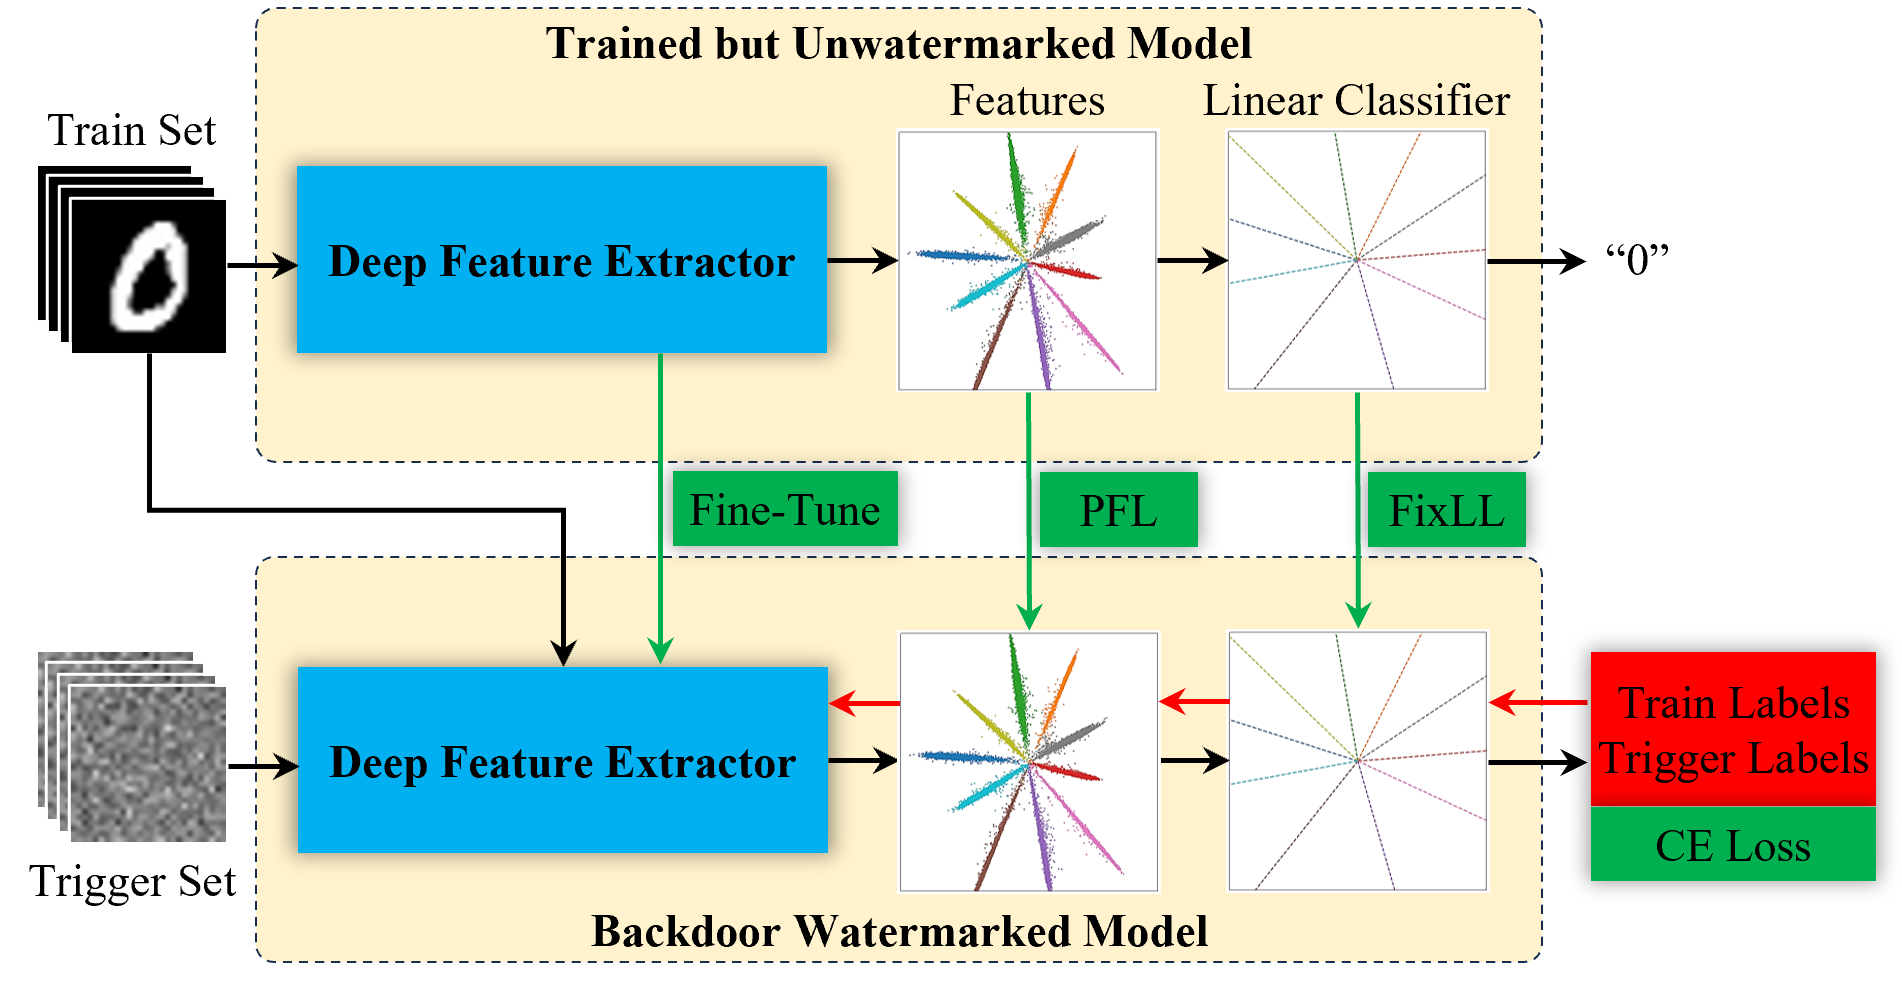 Trained but Unwatermarked Model
Features
Linear Classifier
Train Set
Deep Feature Extractor
“0”
Fine-Tune
PFL
FixLL
Deep Feature Extractor
Train Labels
Trigger Labels
CE Loss
Trigger Set
Backdoor Watermarked Model